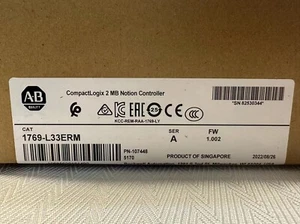 AB
CompactLogix 2 MB Motion Controller
*SN 62530344*
KCC-REM-RAA-1769-LY
CAT
1769-L33ERM
SER
A
FW
1.002
PN-107448
PRODUCT OF SINGAPORE
2022/08/26